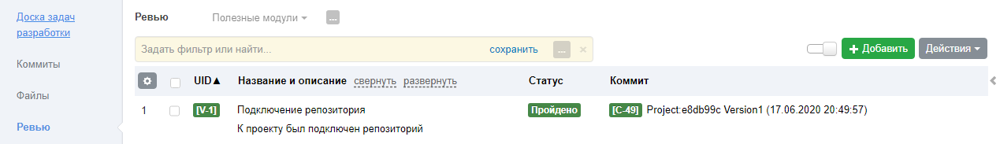 Доска задач
разработки
Коммиты
Файлы
Ревью
Ревью Полезные модули ...
Задать фильтр или найти... сохранить ... ×
+ Добавить Действия
UID▲ Название и описание свернуть развернуть Статус Коммит
1 [V-1] Подключение репозитория Пройдено [C-49] Project:e8db99c Version1 (17.06.2020 20:49:57)
К проекту был подключен репозиторий